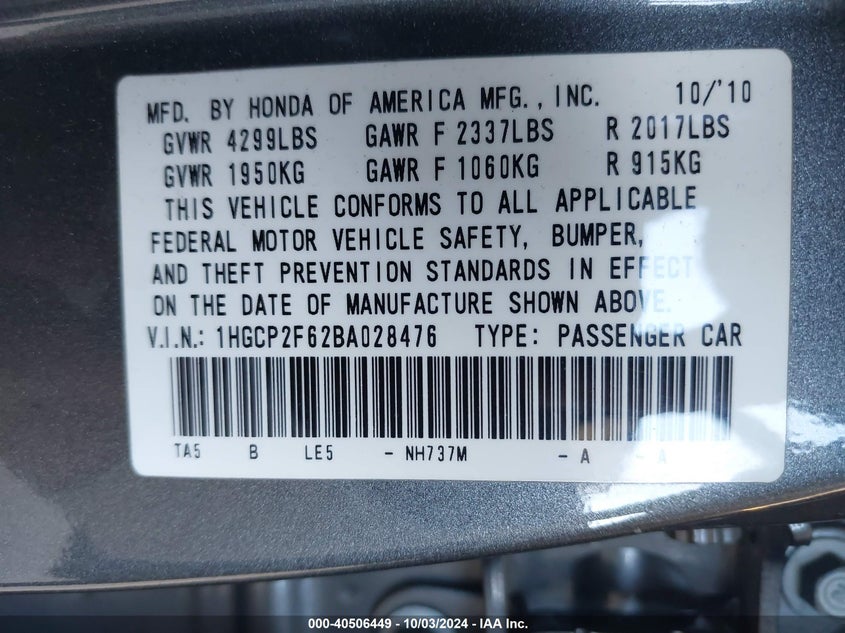 MFD. BY HONDA OF AMERICA MFG., INC. 10/'10
GVWR 4299LBS GAWR F 2337LBS R 2017LBS
GVWR 1950KG GAWR F 1060KG R 915KG
THIS VEHICLE CONFORMS TO ALL APPLICABLE
FEDERAL MOTOR VEHICLE SAFETY, BUMPER,
AND THEFT PREVENTION STANDARDS IN EFFECT
ON THE DATE OF MANUFACTURE SHOWN ABOVE.
V.I.N.: 1HGCP2F62BA028476 TYPE: PASSENGER CAR
TA5 B LE5 - NH737M - A - A
000-40506449 - 10/03/2024 - IAA Inc.